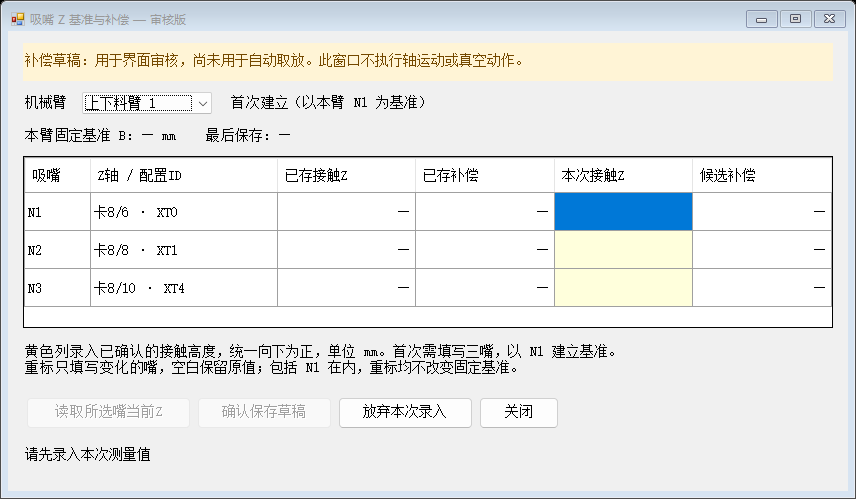 吸嘴 Z 基准与补偿 — 审核版
补偿草稿：用于界面审核，尚未用于自动取放。此窗口不执行轴运动或真空动作。
机械臂 上下料臂 1 首次建立（以本臂 N1 为基准）
本臂固定基准 B：— mm 最后保存：—
吸嘴 Z轴 / 配置ID 已存接触Z 已存补偿 本次接触Z 候选补偿
N1 卡8/6 · XT0 — — —
N2 卡8/8 · XT1 — — —
N3 卡8/10 · XT4 — — —
黄色列录入已确认的接触高度，统一向下为正，单位 mm。首次需填写三嘴，以 N1 建立基准。
重标只填写变化的嘴，空白保留原值；包括 N1 在内，重标均不改变固定基准。
读取所选嘴当前Z 确认保存草稿 放弃本次录入 关闭
请先录入本次测量值